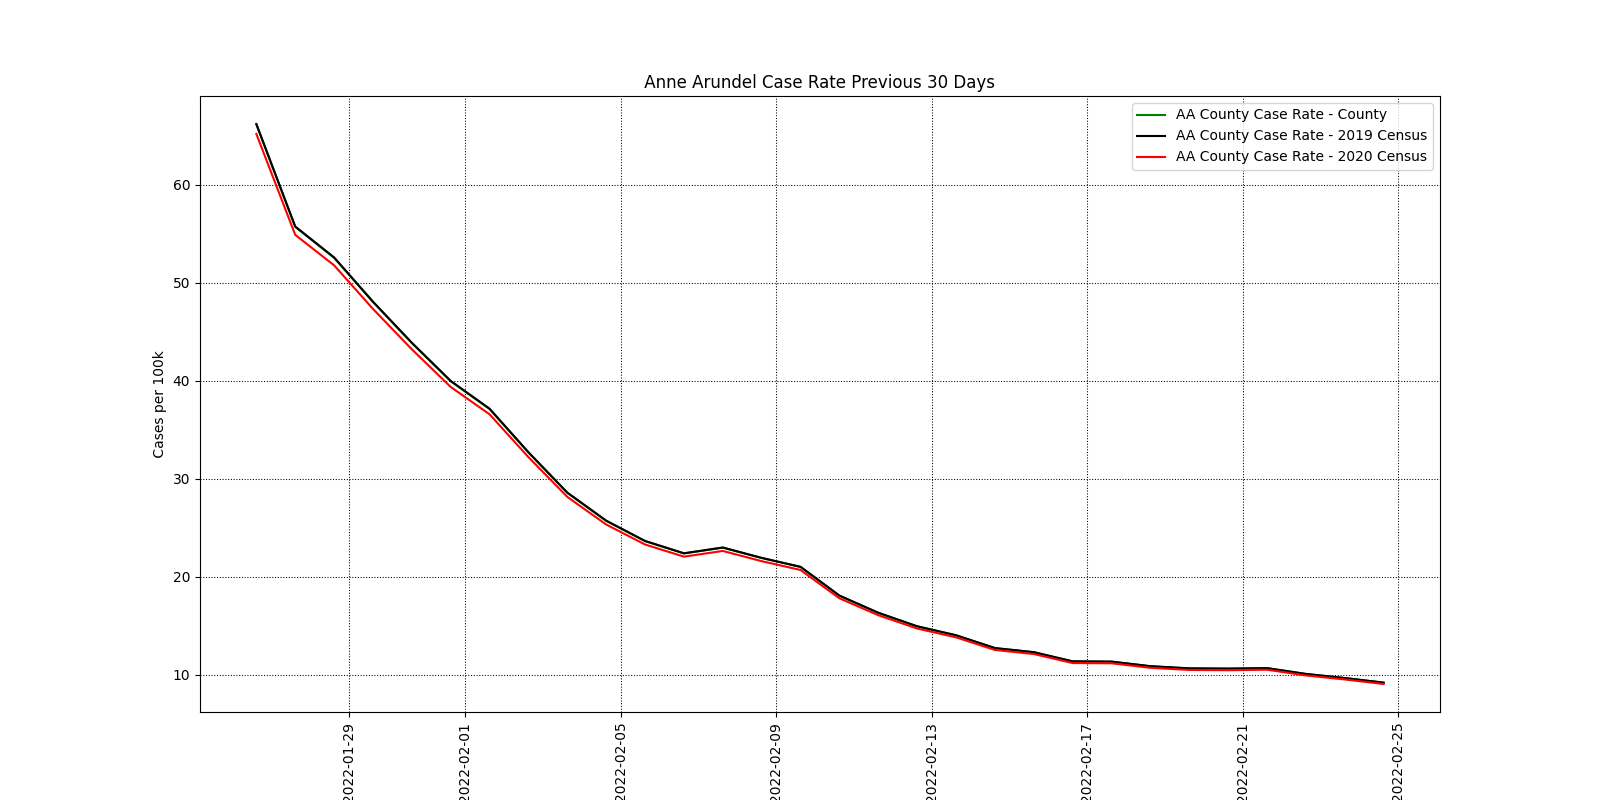 Anne Arundel Case Rate Previous 30 Days
AA County Case Rate - County
AA County Case Rate - 2019 Census
AA County Case Rate - 2020 Census
Cases per 100k
60
50
40
30
20
10
2022-01-29
2022-02-01
2022-02-05
2022-02-09
2022-02-13
2022-02-17
2022-02-21
2022-02-25